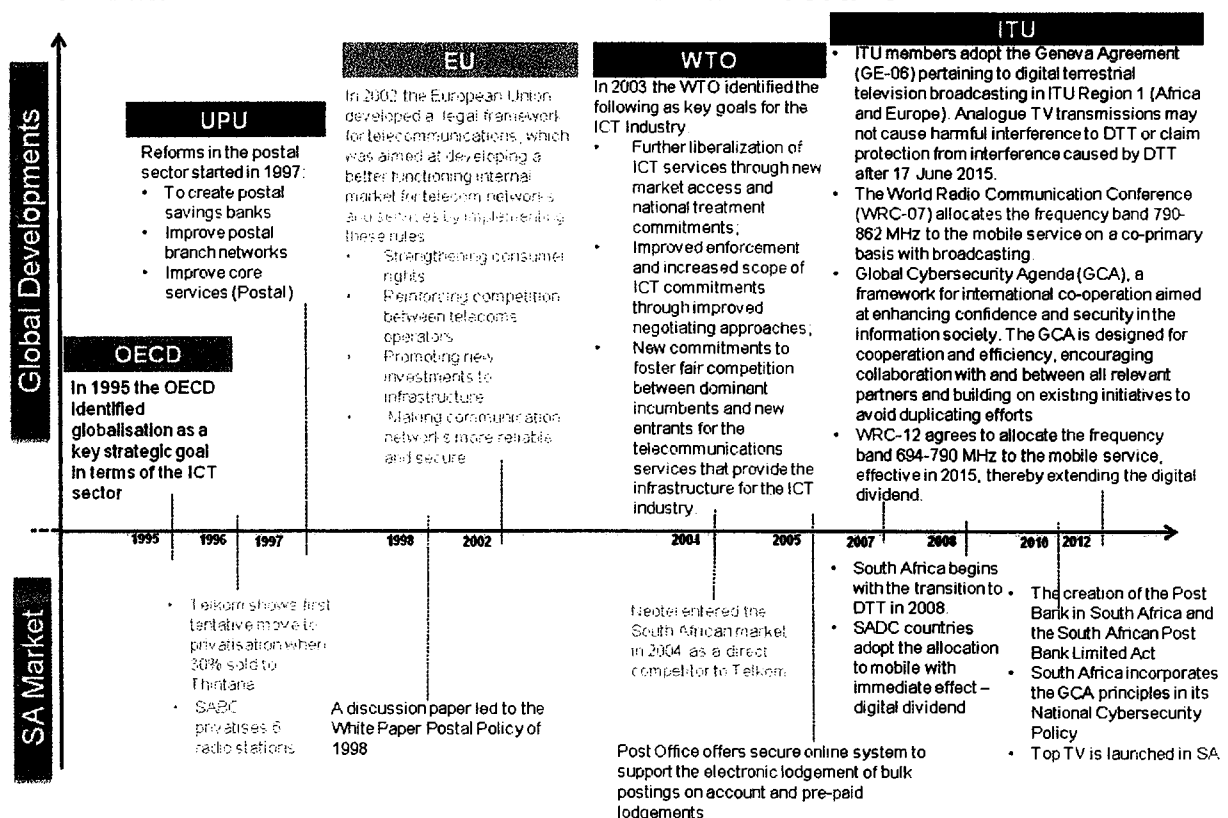 Global Developments
SA Market
OECD
In 1995 the OECD
identified
globalisation as a
key strategic goal
in terms of the ICT
sector
UPU
Reforms in the postal
sector started in 1997:
• To create postal
savings banks
• Improve postal
branch networks
• Improve core
services (Postal)
EU
In 2002 the European Union
developed a legal framework
for telecommunications, which
was aimed at developing a
better functioning internal
market for telecom networks
and services by implementing
these rules
• Strengthening consumer
rights
• Reinforcing competition
between telecoms
operators
• Promoting new
investments to
infrastructure
• Making communication
networks more reliable
and secure
WTO
In 2003 the WTO identified the
following as key goals for the
ICT Industry.
• Further liberalization of
ICT services through new
market access and
national treatment
commitments;
• Improved enforcement
and increased scope of
ICT commitments
through improved
negotiating approaches;
• New commitments to
foster fair competition
between dominant
incumbents and new
entrants for the
telecommunications
services that provide the
infrastructure for the ICT
industry.
ITU
• ITU members adopt the Geneva Agreement
(GE-06) pertaining to digital terrestrial
television broadcasting in ITU Region 1 (Africa
and Europe). Analogue TV transmissions may
not cause harmful interference to DTT or claim
protection from interference caused by DTT
after 17 June 2015.
• The World Radio Communication Conference
(WRC-07) allocates the frequency band 790-
862 MHz to the mobile service on a co-primary
basis with broadcasting.
• Global Cybersecurity Agenda (GCA), a
framework for international co-operation aimed
at enhancing confidence and security in the
information society. The GCA is designed for
cooperation and efficiency, encouraging
collaboration with and between all relevant
partners and building on existing initiatives to
avoid duplicating efforts
• WRC-12 agrees to allocate the frequency
band 694-790 MHz to the mobile service,
effective in 2015, thereby extending the digital
dividend.
1995 1996 1997 1998 2002 2004 2005 2007 2008 2010 2012
• Telkom shows first
tentative move to
privatisation when
30% sold to
Thintana
• SABC
privatises 6
radio stations
A discussion paper led to the
White Paper Postal Policy of
1998
Neotel entered the
South African market
in 2004 as a direct
competitor to Telkom
Post Office offers secure online system to
support the electronic lodgement of bulk
postings on account and pre-paid
lodgements
• South Africa begins
with the transition to
DTT in 2008.
• SADC countries
adopt the allocation
to mobile with
immediate effect –
digital dividend
• The creation of the Post
Bank in South Africa and
the South African Post
Bank Limited Act
• South Africa incorporates
the GCA principles in its
National Cybersecurity
Policy
• Top TV is launched in SA